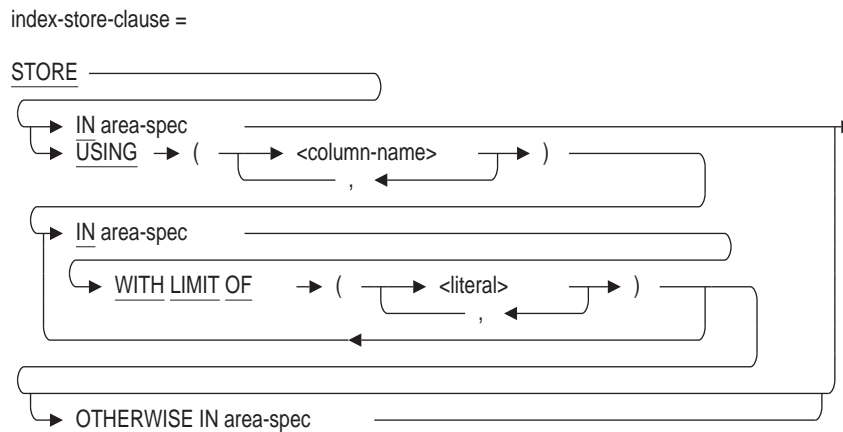 index-store-clause =
STORE
IN area-spec
USING ( <column-name> )
,
IN area-spec
WITH LIMIT OF ( <literal> )
,
OTHERWISE IN area-spec